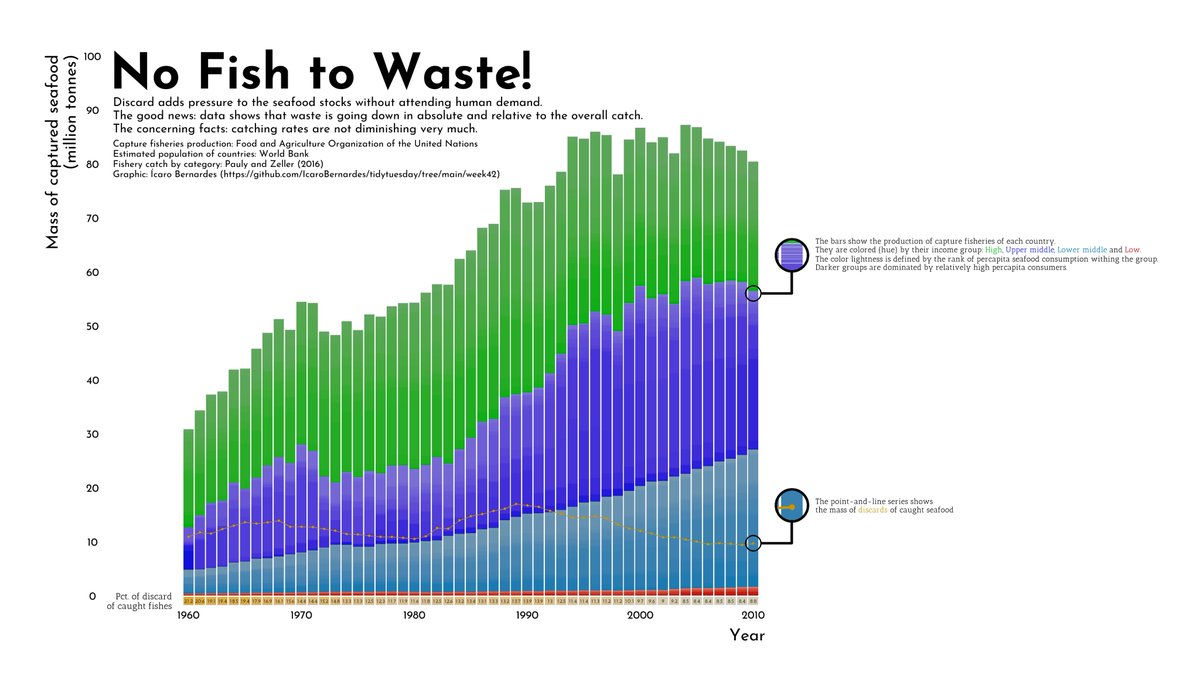 No Fish to Waste!
Discard adds pressure to the seafood stocks without attending human demand.
The good news: data shows that waste is going down in absolute and relative to the overall catch.
The concerning facts: catching rates are not diminishing very much.
Capture fisheries production: Food and Agriculture Organization of the United Nations
Estimated population of countries: World Bank
Fishery catch by category: Pauly and Zeller (2016)
Graphic: Ícaro Bernardes (https://github.com/IcaroBernardes/tidytuesday/tree/main/week42)
Mass of captured seafood
(million tonnes)
100
90
80
70
60
50
40
30
20
10
0
The bars show the production of capture fisheries of each country.
They are colored (hue) by their income group: High, Upper middle, Lower middle and Low.
The color lightness is defined by the rank of percapita seafood consumption withing the group.
Darker groups are dominated by relatively high percapita consumers.
The point-and-line series shows
the mass of discards of caught seafood
Pct. of discard
of caught fishes
1960 1970 1980 1990 2000 2010
Year